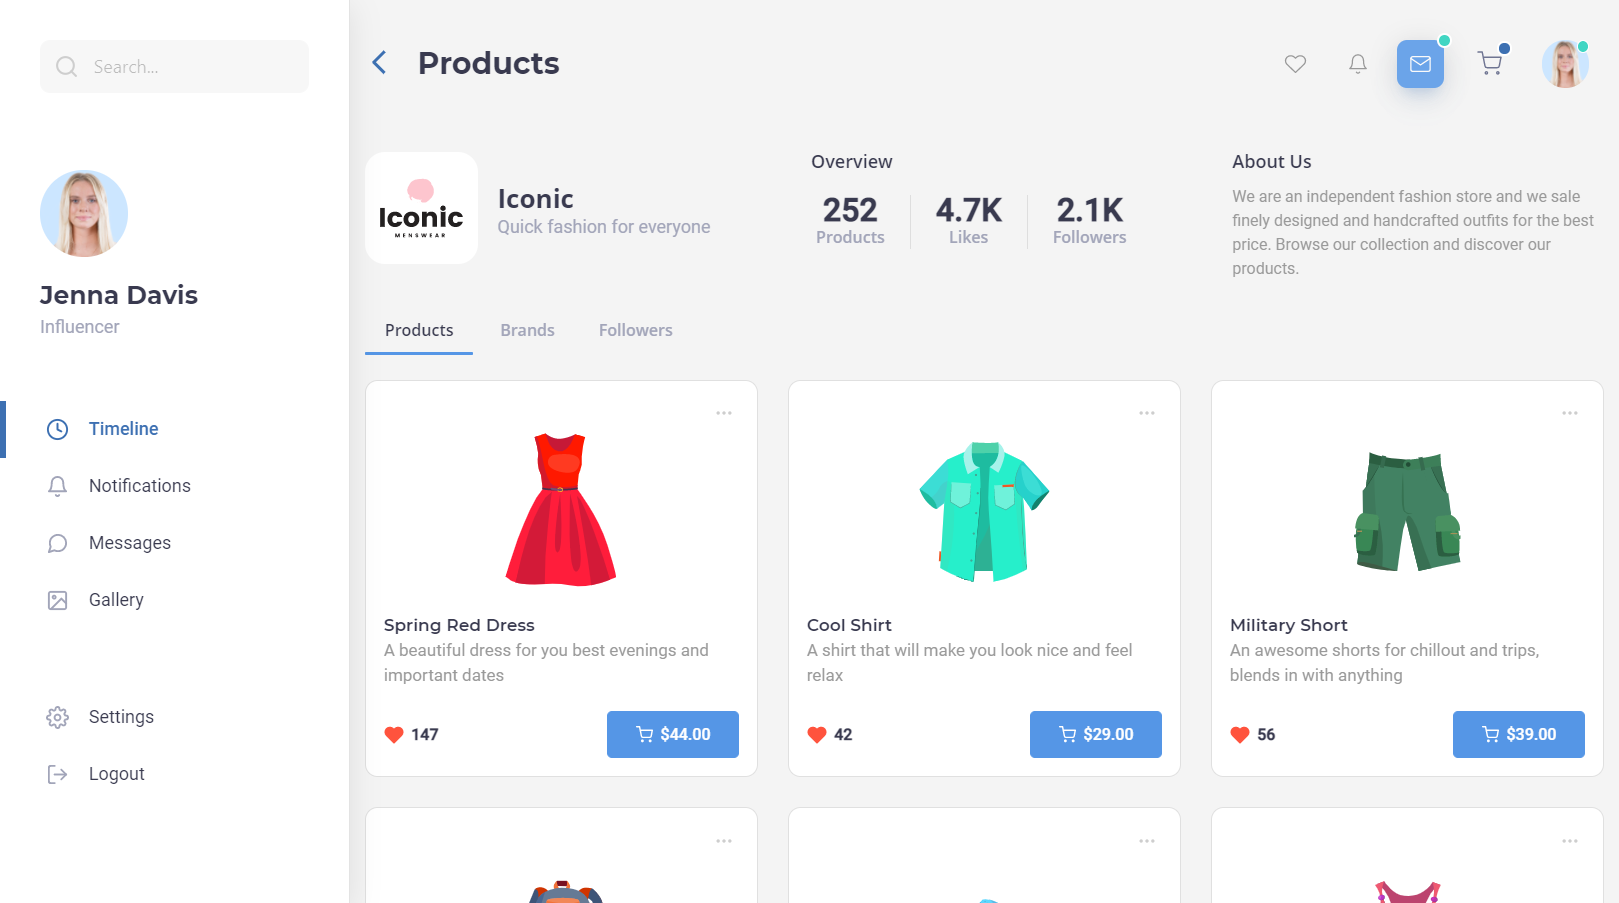 Search...
Jenna Davis
Influencer
Timeline
Notifications
Messages
Gallery
Settings
Logout
Products
Iconic
MENSWEAR
Iconic
Quick fashion for everyone
Overview
252
Products
4.7K
Likes
2.1K
Followers
About Us
We are an independent fashion store and we sale
finely designed and handcrafted outfits for the best
price. Browse our collection and discover our
products.
Products Brands Followers
Spring Red Dress
A beautiful dress for you best evenings and
important dates
147 $44.00
Cool Shirt
A shirt that will make you look nice and feel
relax
42 $29.00
Military Short
An awesome shorts for chillout and trips,
blends in with anything
56 $39.00